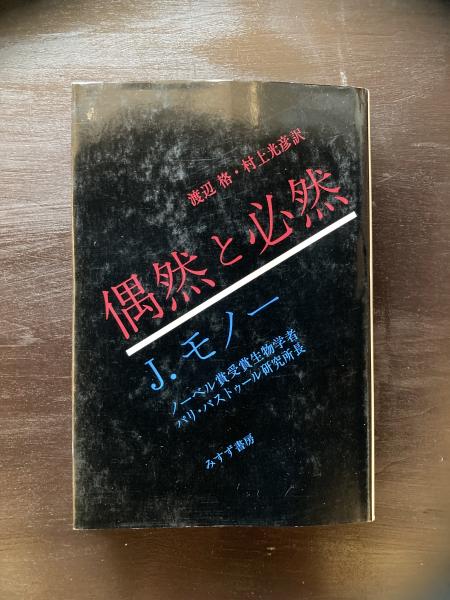 渡辺 格・村上光彦訳
偶然と必然
J. モノー
ノーベル賞受賞生物学者
パリ・パストゥール研究所長
みすず書房